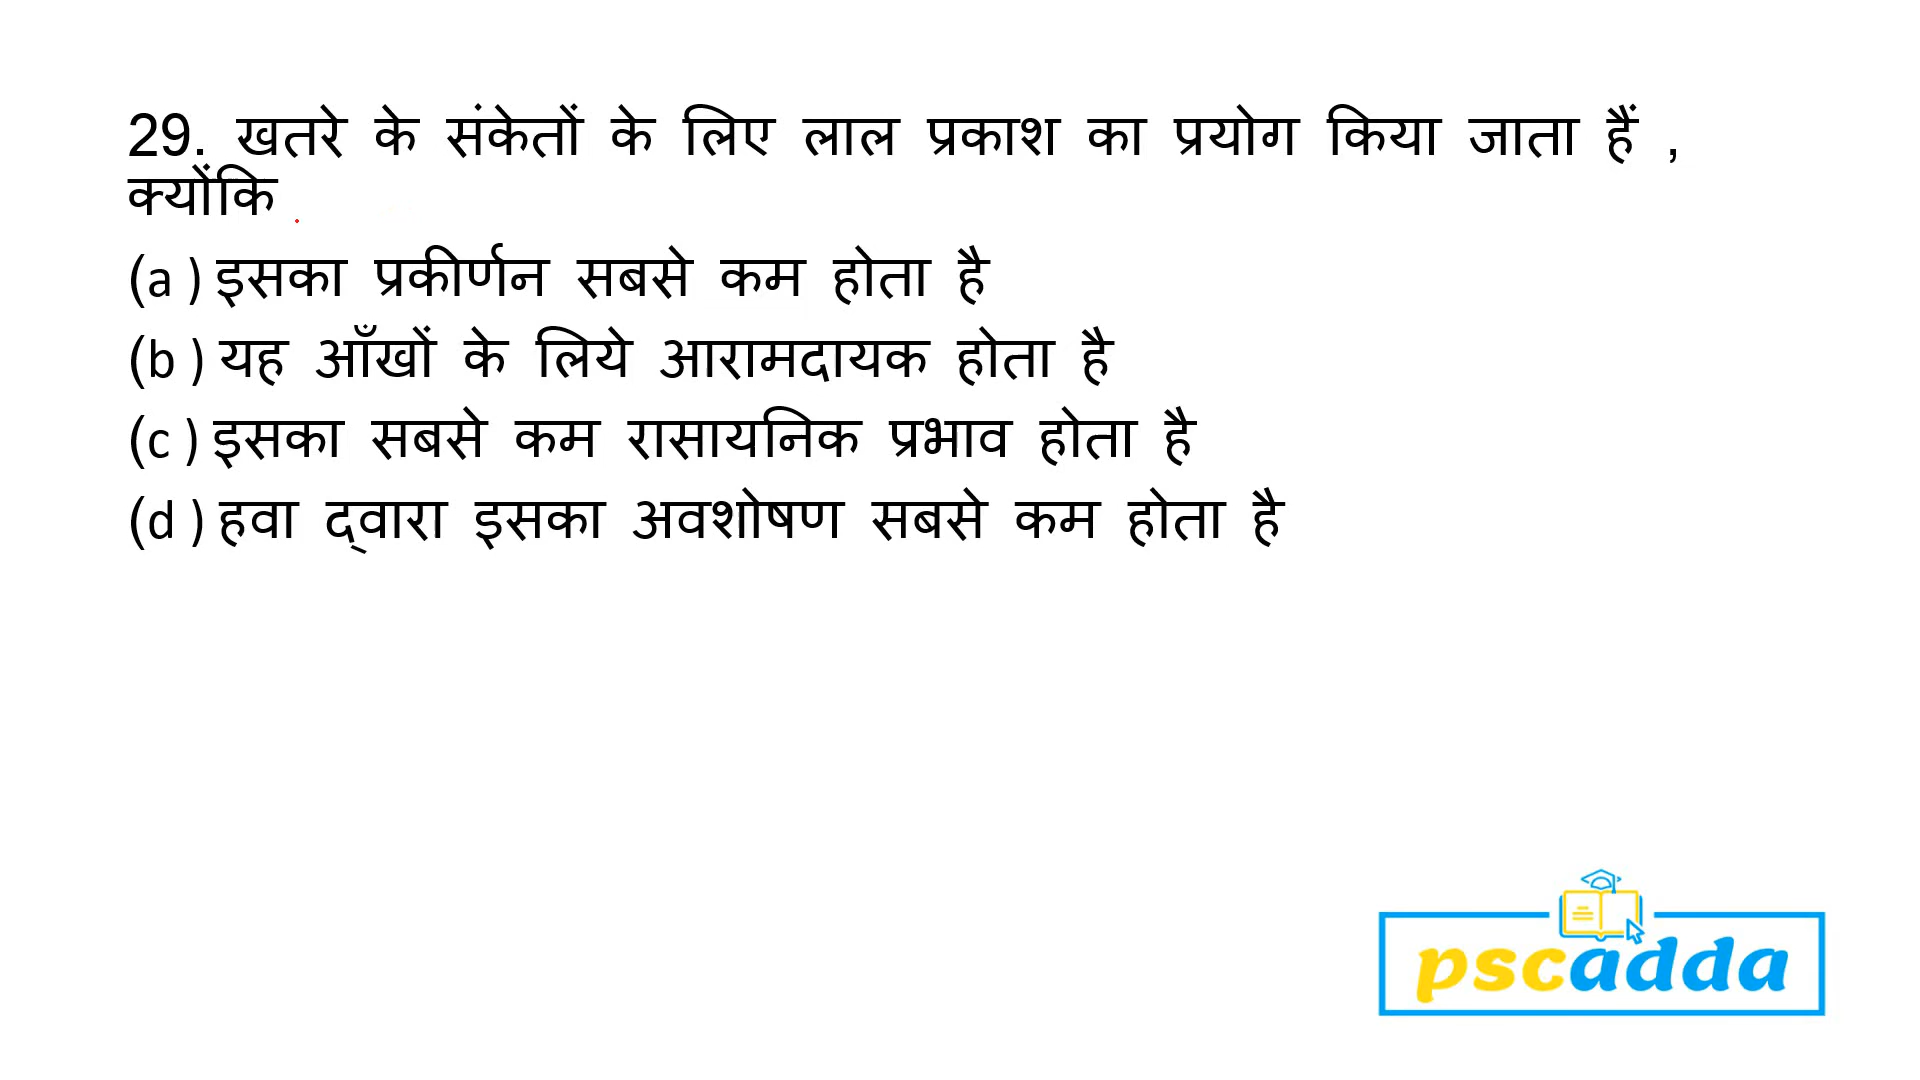 29. खतरे के संकेतों के लिए लाल प्रकाश का प्रयोग किया जाता हैं ,
क्योंकि
(a ) इसका प्रकीर्णन सबसे कम होता है
(b ) यह आँखों के लिये आरामदायक होता है
(c ) इसका सबसे कम रासायनिक प्रभाव होता है
(d ) हवा द्‌वारा इसका अवशोषण सबसे कम होता है
pscadda